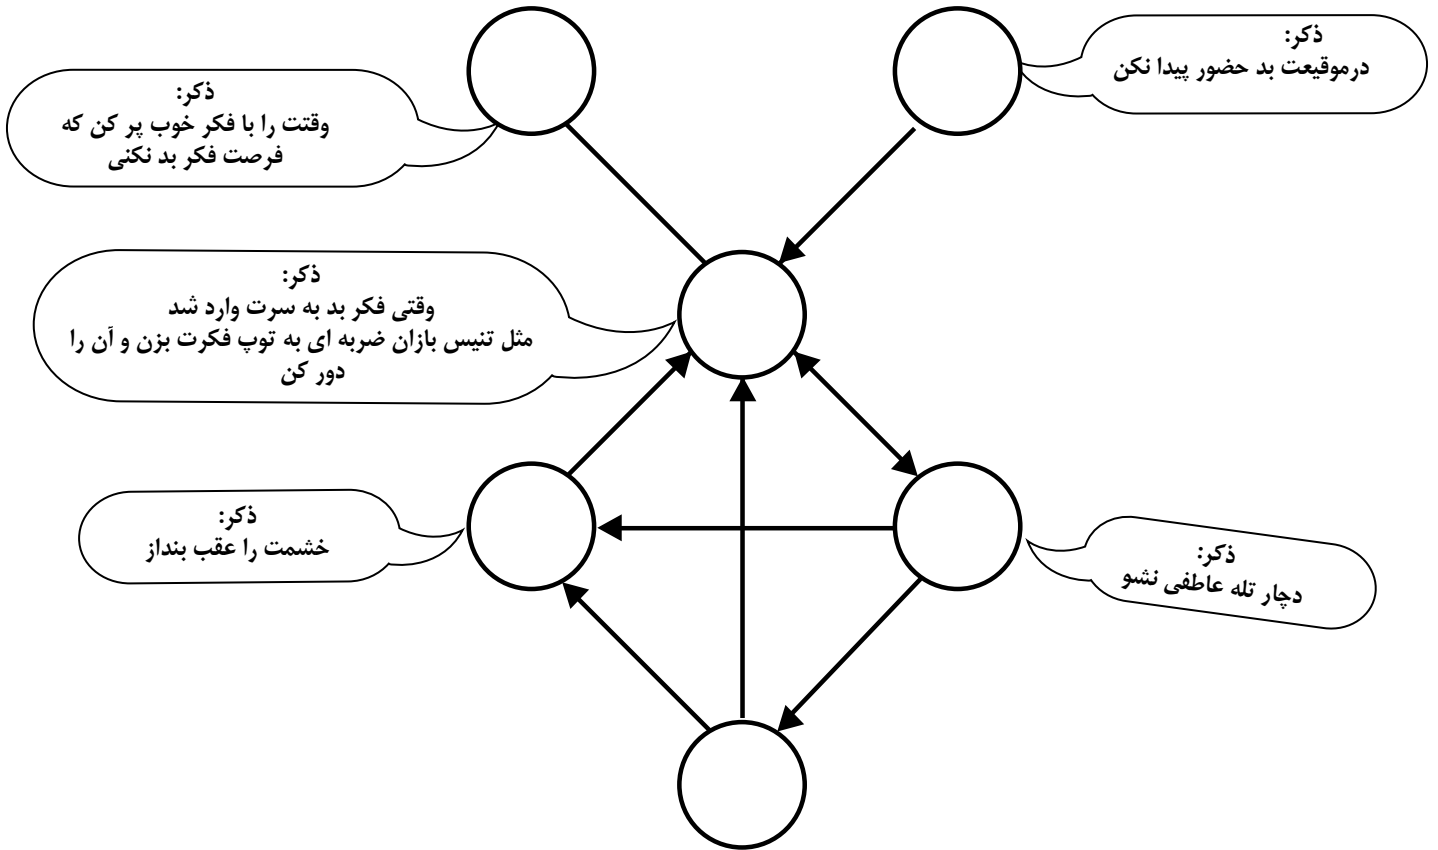 ذکر:
درموقیعت بد حضور پیدا نکن
ذکر:
وقتت را با فکر خوب پر کن که
فرصت فکر بد نکنی
ذکر:
وقتی فکر بد به سرت وارد شد
مثل تنیس بازان ضربه ای به توپ فکرت بزن و آن را
دور کن
ذکر:
خشمت را عقب بنداز
ذکر:
دچار تله عاطفی نشو